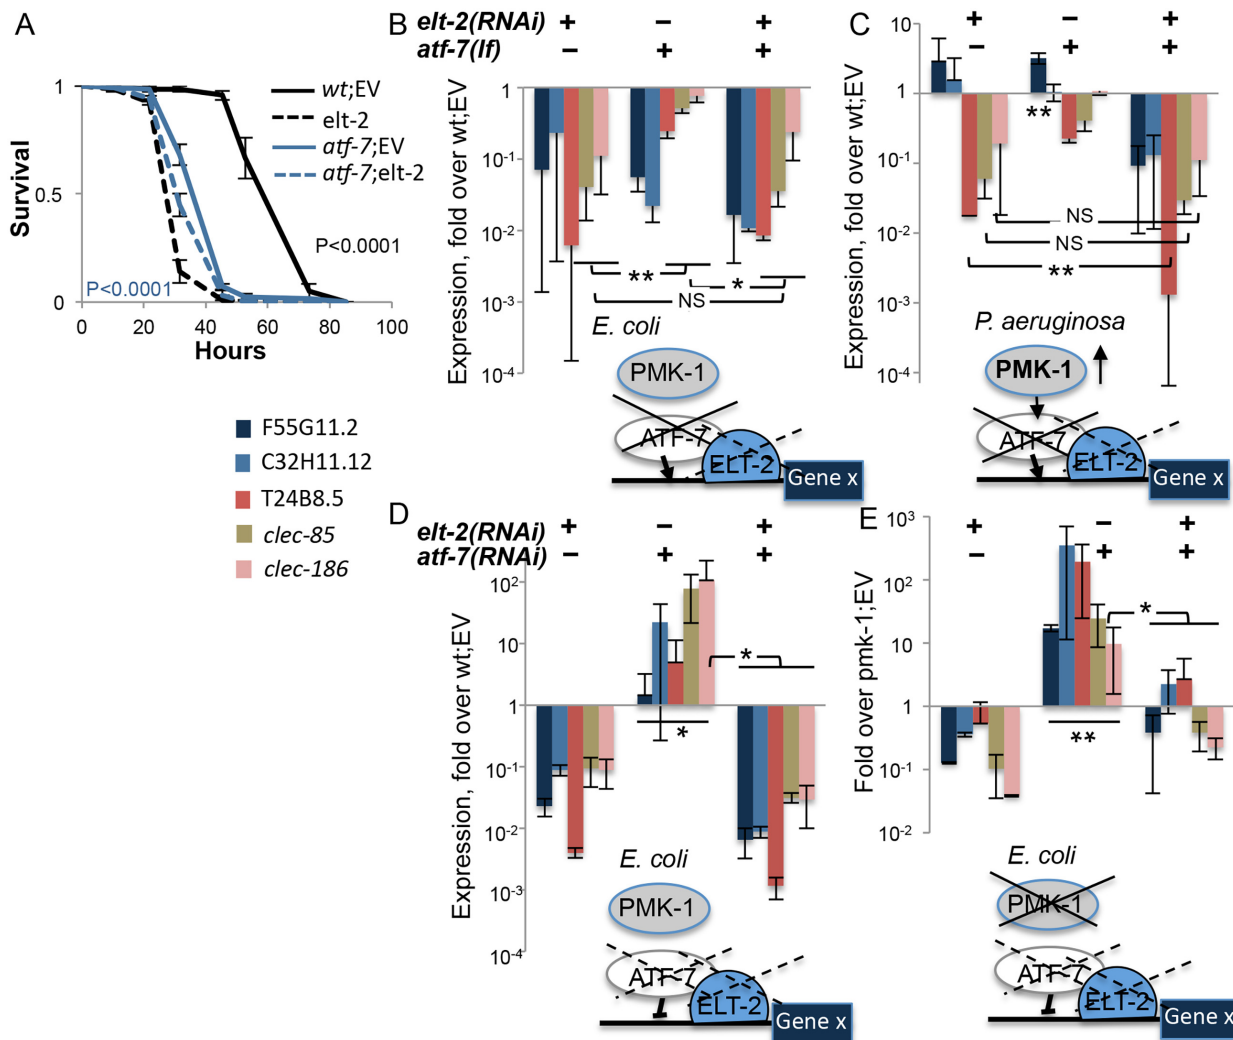 A
1
0.5
0
Survival
0 20 40 60 80 100
Hours
wt;EV
elt-2
atf-7;EV
atf-7;elt-2
P<0.0001
P<0.0001
F55G11.2
C32H11.12
T24B8.5
clec-85
clec-186
B
elt-2(RNAi) + − +
atf-7(lf) − + +
Expression, fold over wt;EV
1
10-1
10-2
10-3
10-4
**
*
NS
E. coli
PMK-1
ATF-7
ELT-2
Gene x
C
+ − +
− + +
Expression, fold over wt;EV
10
1
10-1
10-2
10-3
10-4
**
NS
NS
**
P. aeruginosa
PMK-1
ATF-7
ELT-2
Gene x
D
elt-2(RNAi) + − +
atf-7(RNAi) − + +
Expression, fold over wt;EV
102
10
1
10-1
10-2
10-3
10-4
*
*
E. coli
PMK-1
ATF-7
ELT-2
Gene x
E
+ − +
− + +
Fold over pmk-1;EV
103
102
10
1
10-1
10-2
*
**
E. coli
PMK-1
ATF-7
ELT-2
Gene x